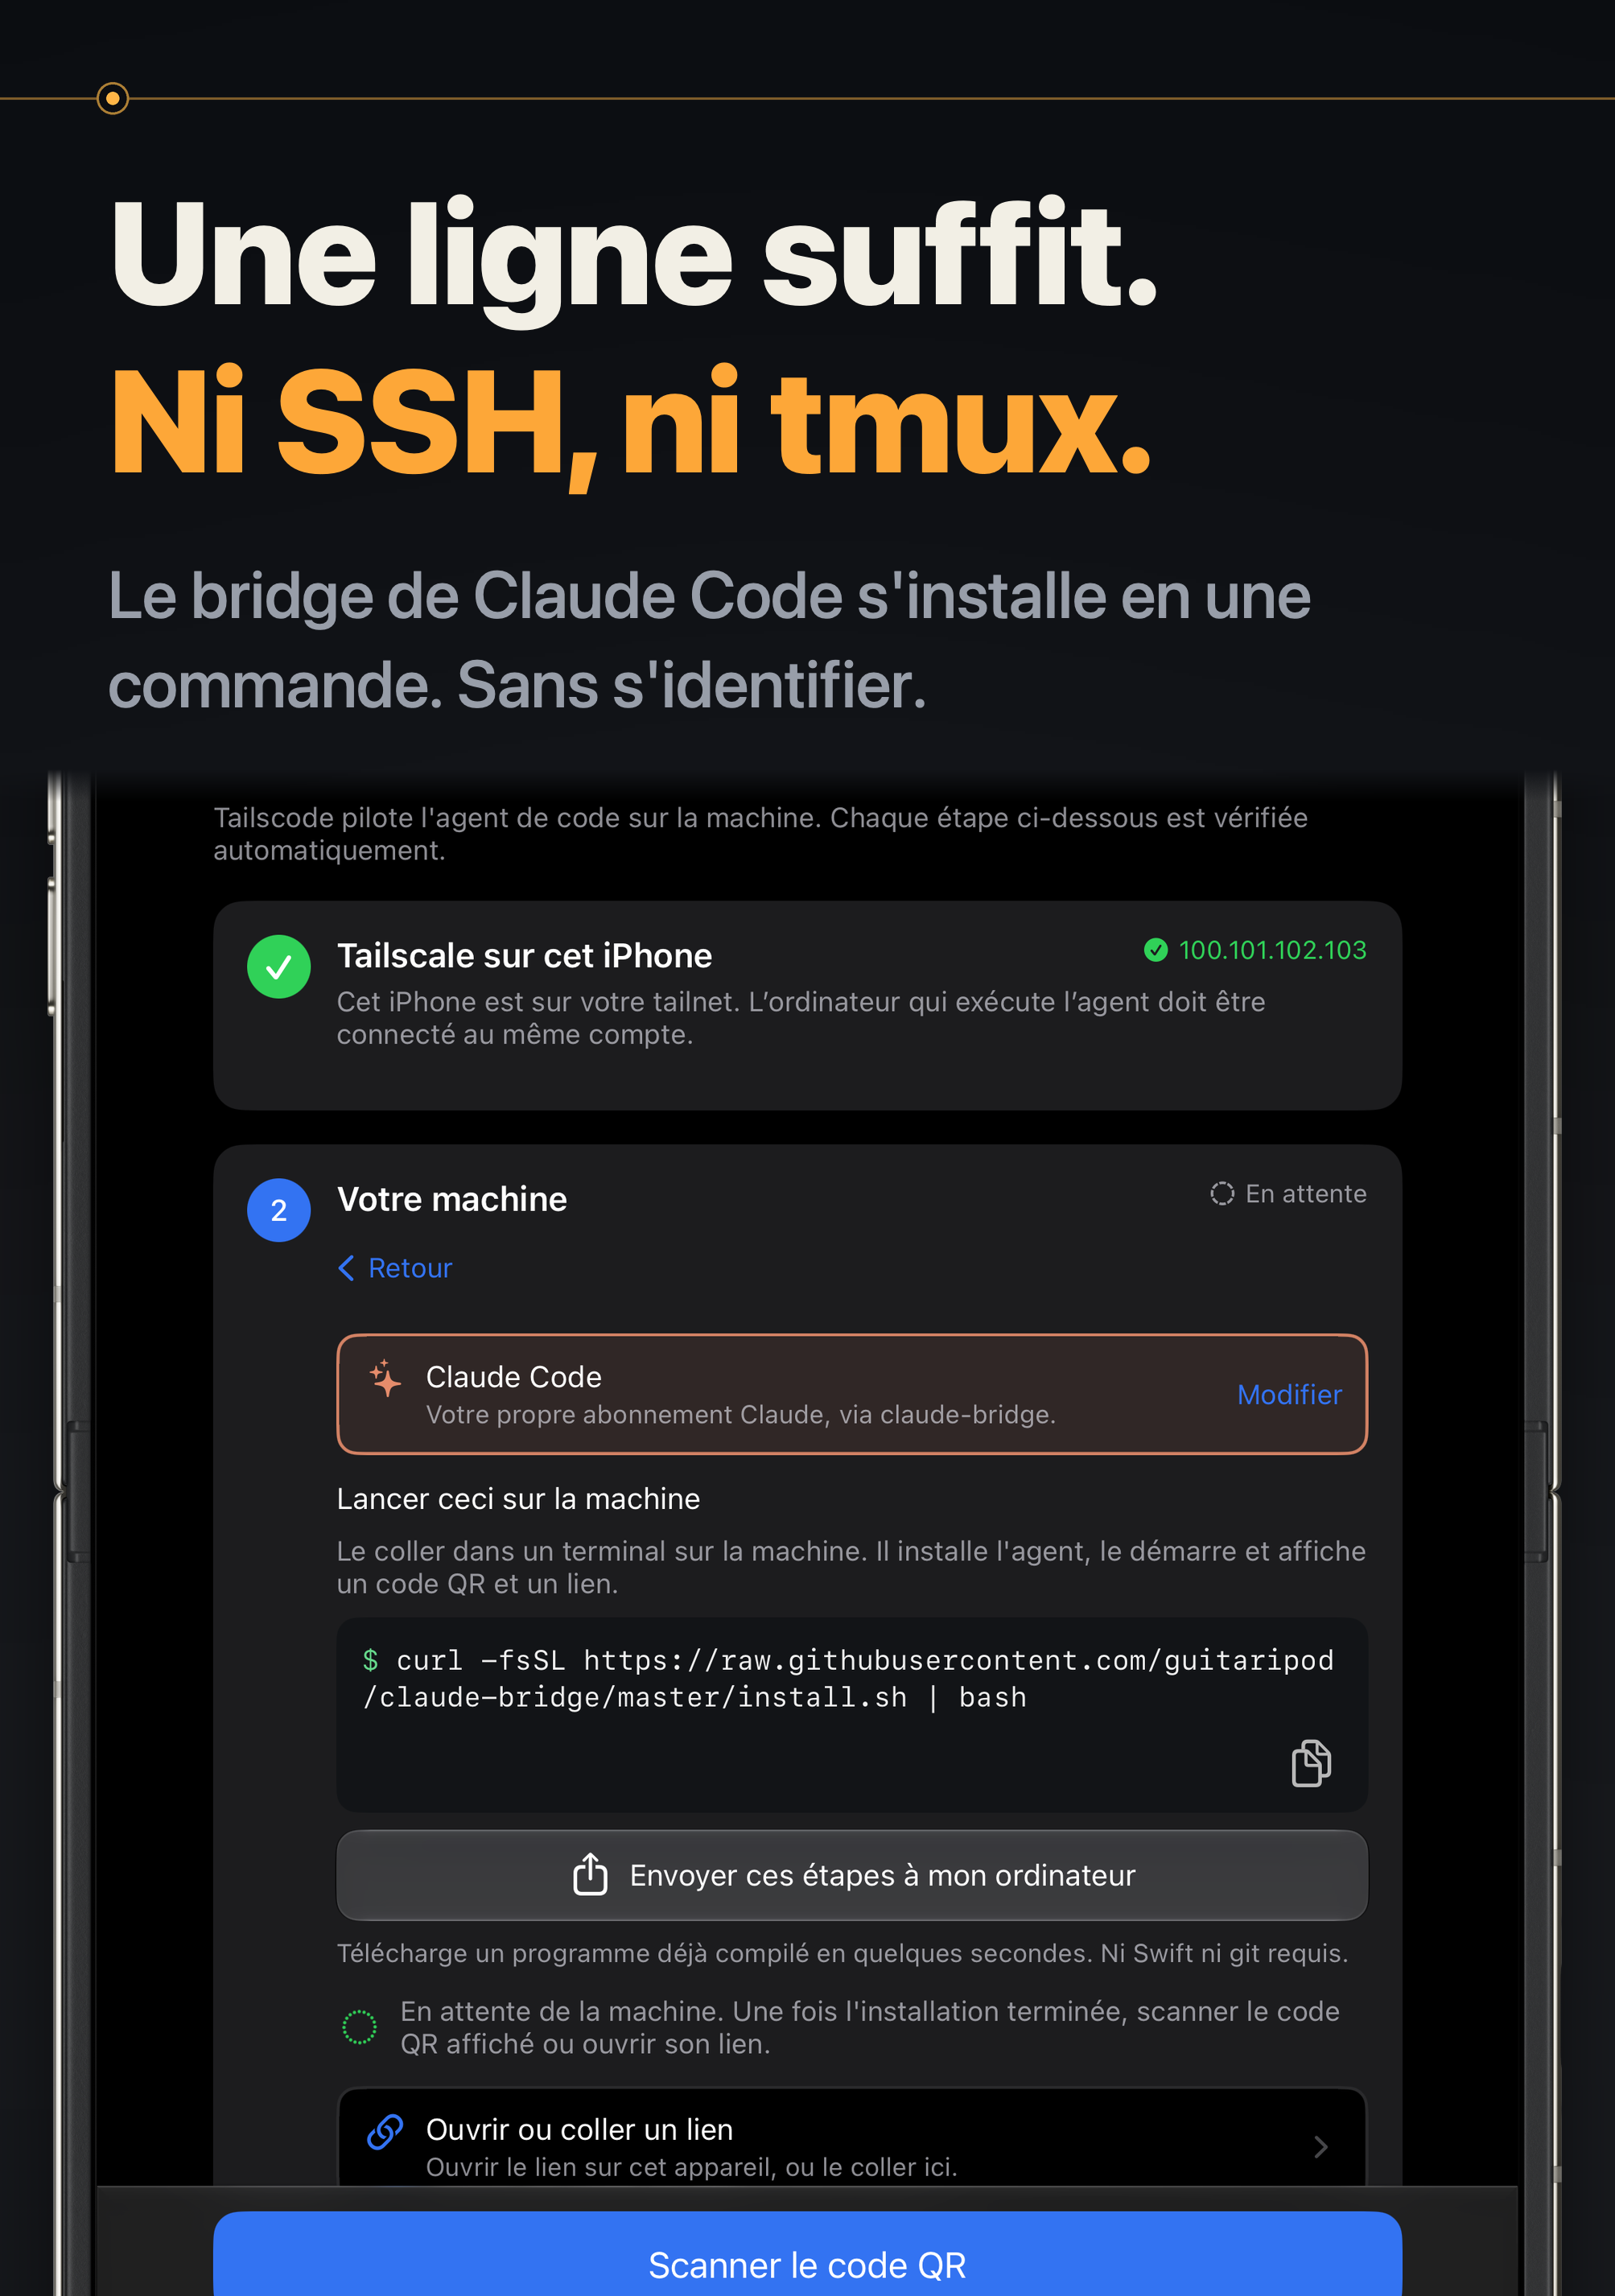 Une ligne suffit.
Ni SSH, ni tmux.
Le bridge de Claude Code s'installe en une
commande. Sans s'identifier.
Tailscode pilote l'agent de code sur la machine. Chaque étape ci-dessous est vérifiée
automatiquement.
Tailscale sur cet iPhone
100.101.102.103
Cet iPhone est sur votre tailnet. L’ordinateur qui exécute l’agent doit être
connecté au même compte.
2
Votre machine
En attente
Retour
Claude Code
Votre propre abonnement Claude, via claude-bridge.
Modifier
Lancer ceci sur la machine
Le coller dans un terminal sur la machine. Il installe l'agent, le démarre et affiche
un code QR et un lien.
$ curl -fsSL https://raw.githubusercontent.com/guitaripod
/claude-bridge/master/install.sh | bash
Envoyer ces étapes à mon ordinateur
Télécharge un programme déjà compilé en quelques secondes. Ni Swift ni git requis.
En attente de la machine. Une fois l'installation terminée, scanner le code
QR affiché ou ouvrir son lien.
Ouvrir ou coller un lien
Ouvrir le lien sur cet appareil, ou le coller ici.
Scanner le code QR